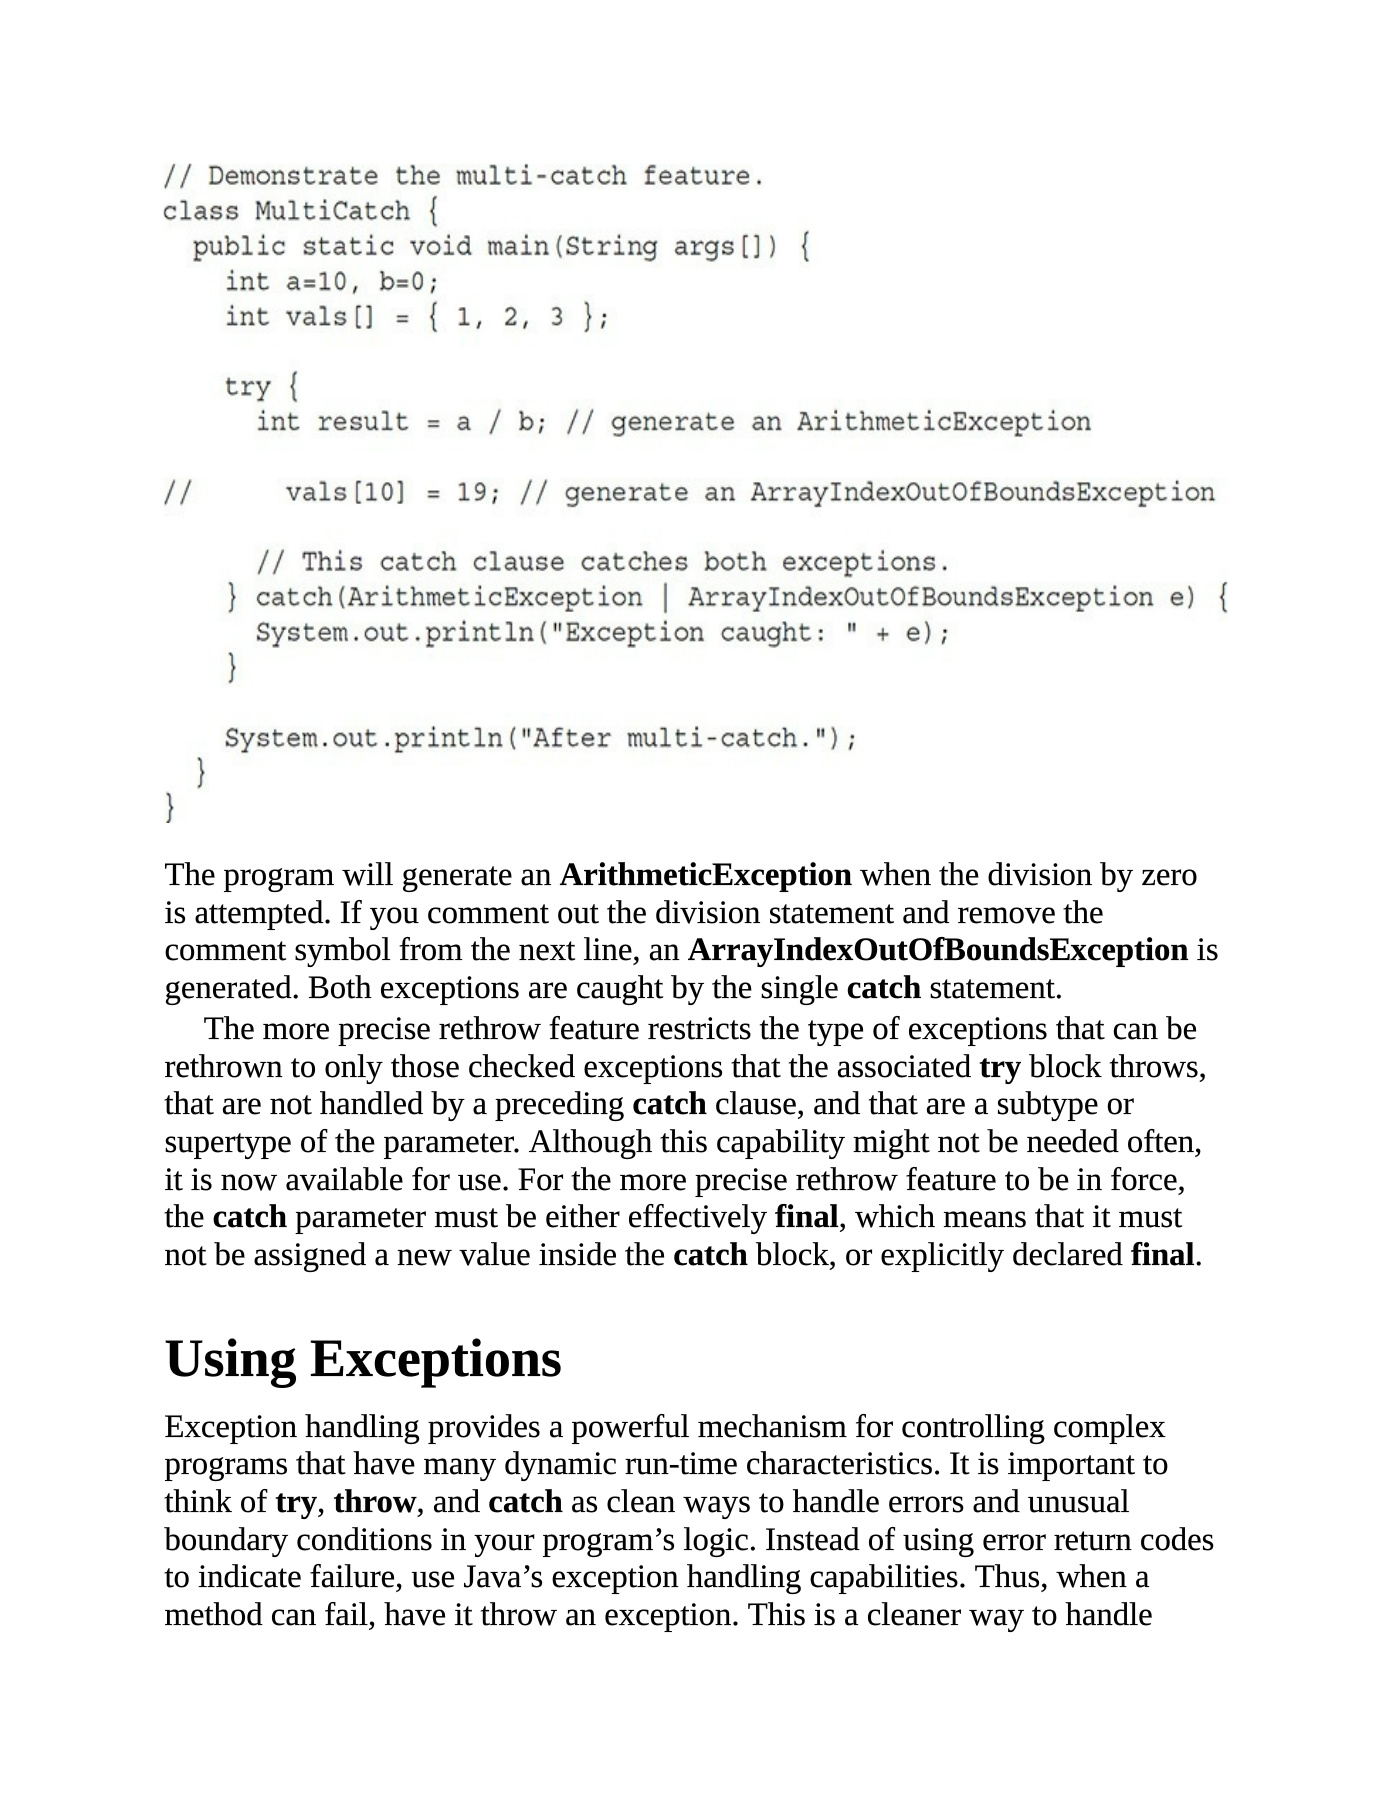 // Demonstrate the multi-catch feature.
class MultiCatch {
  public static void main(String args[]) {
    int a=10, b=0;
    int vals[] = { 1, 2, 3 };

    try {
      int result = a / b; // generate an ArithmeticException

//      vals[10] = 19; // generate an ArrayIndexOutOfBoundsException

      // This catch clause catches both exceptions.
    } catch(ArithmeticException | ArrayIndexOutOfBoundsException e) {
      System.out.println("Exception caught: " + e);
    }

    System.out.println("After multi-catch.");
  }
}
The program will generate an ArithmeticException when the division by zero
is attempted. If you comment out the division statement and remove the
comment symbol from the next line, an ArrayIndexOutOfBoundsException is
generated. Both exceptions are caught by the single catch statement.
The more precise rethrow feature restricts the type of exceptions that can be
rethrown to only those checked exceptions that the associated try block throws,
that are not handled by a preceding catch clause, and that are a subtype or
supertype of the parameter. Although this capability might not be needed often,
it is now available for use. For the more precise rethrow feature to be in force,
the catch parameter must be either effectively final, which means that it must
not be assigned a new value inside the catch block, or explicitly declared final.
Using Exceptions
Exception handling provides a powerful mechanism for controlling complex
programs that have many dynamic run-time characteristics. It is important to
think of try, throw, and catch as clean ways to handle errors and unusual
boundary conditions in your program’s logic. Instead of using error return codes
to indicate failure, use Java’s exception handling capabilities. Thus, when a
method can fail, have it throw an exception. This is a cleaner way to handle